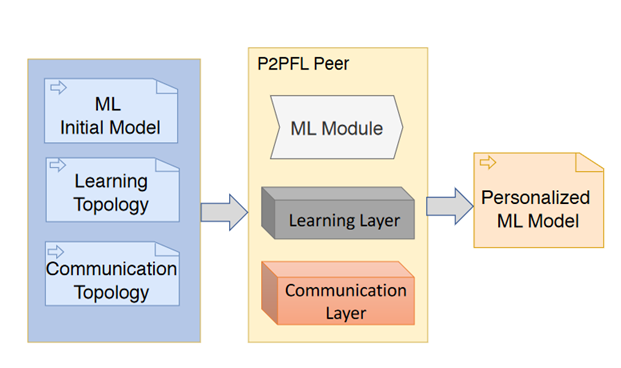 ML
Initial Model
Learning
Topology
Communication
Topology
P2PFL Peer
ML Module
Learning Layer
Communication
Layer
Personalized
ML Model